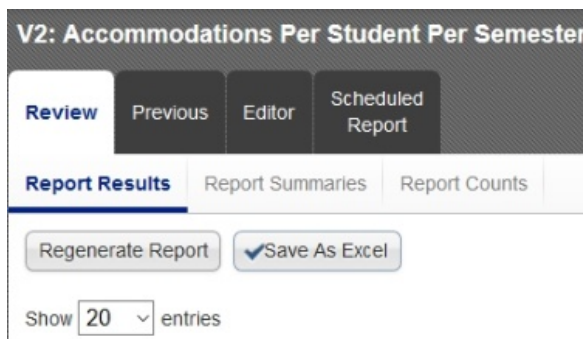 V2: Accommodations Per Student Per Semester
Review Previous Editor Scheduled Report
Report Results Report Summaries Report Counts
Regenerate Report Save As Excel
Show 20 entries